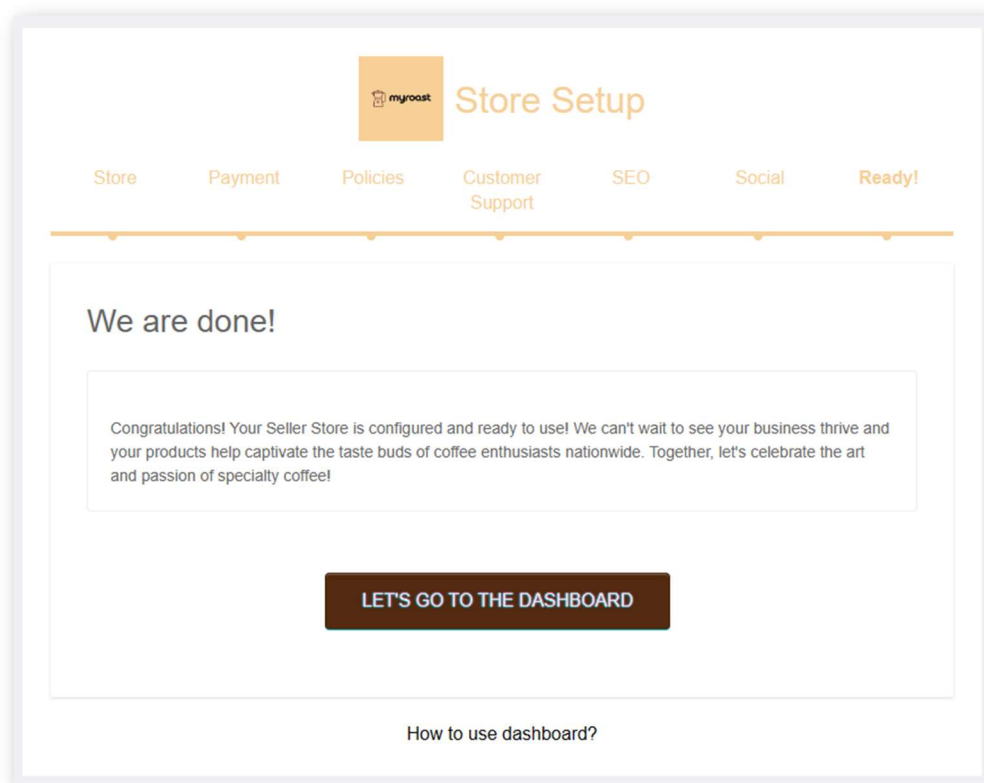 myroast
Store Setup
Store Payment Policies Customer Support SEO Social Ready!
We are done!
Congratulations! Your Seller Store is configured and ready to use! We can't wait to see your business thrive and
your products help captivate the taste buds of coffee enthusiasts nationwide. Together, let's celebrate the art
and passion of specialty coffee!
LET'S GO TO THE DASHBOARD
How to use dashboard?